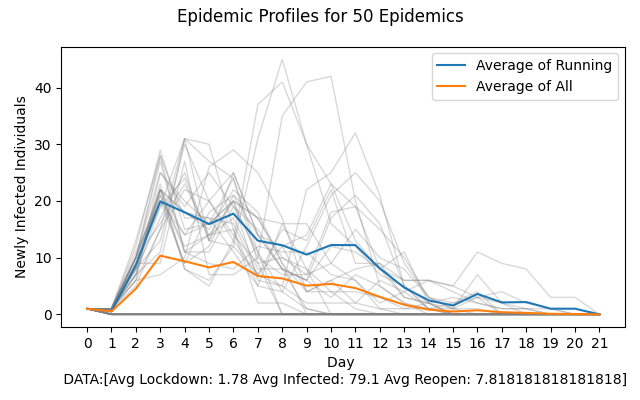 Epidemic Profiles for 50 Epidemics
Average of Running
Average of All
Newly Infected Individuals
40
30
20
10
0
0 1 2 3 4 5 6 7 8 9 10 11 12 13 14 15 16 17 18 19 20 21
Day
DATA:[Avg Lockdown: 1.78 Avg Infected: 79.1 Avg Reopen: 7.818181818181818]